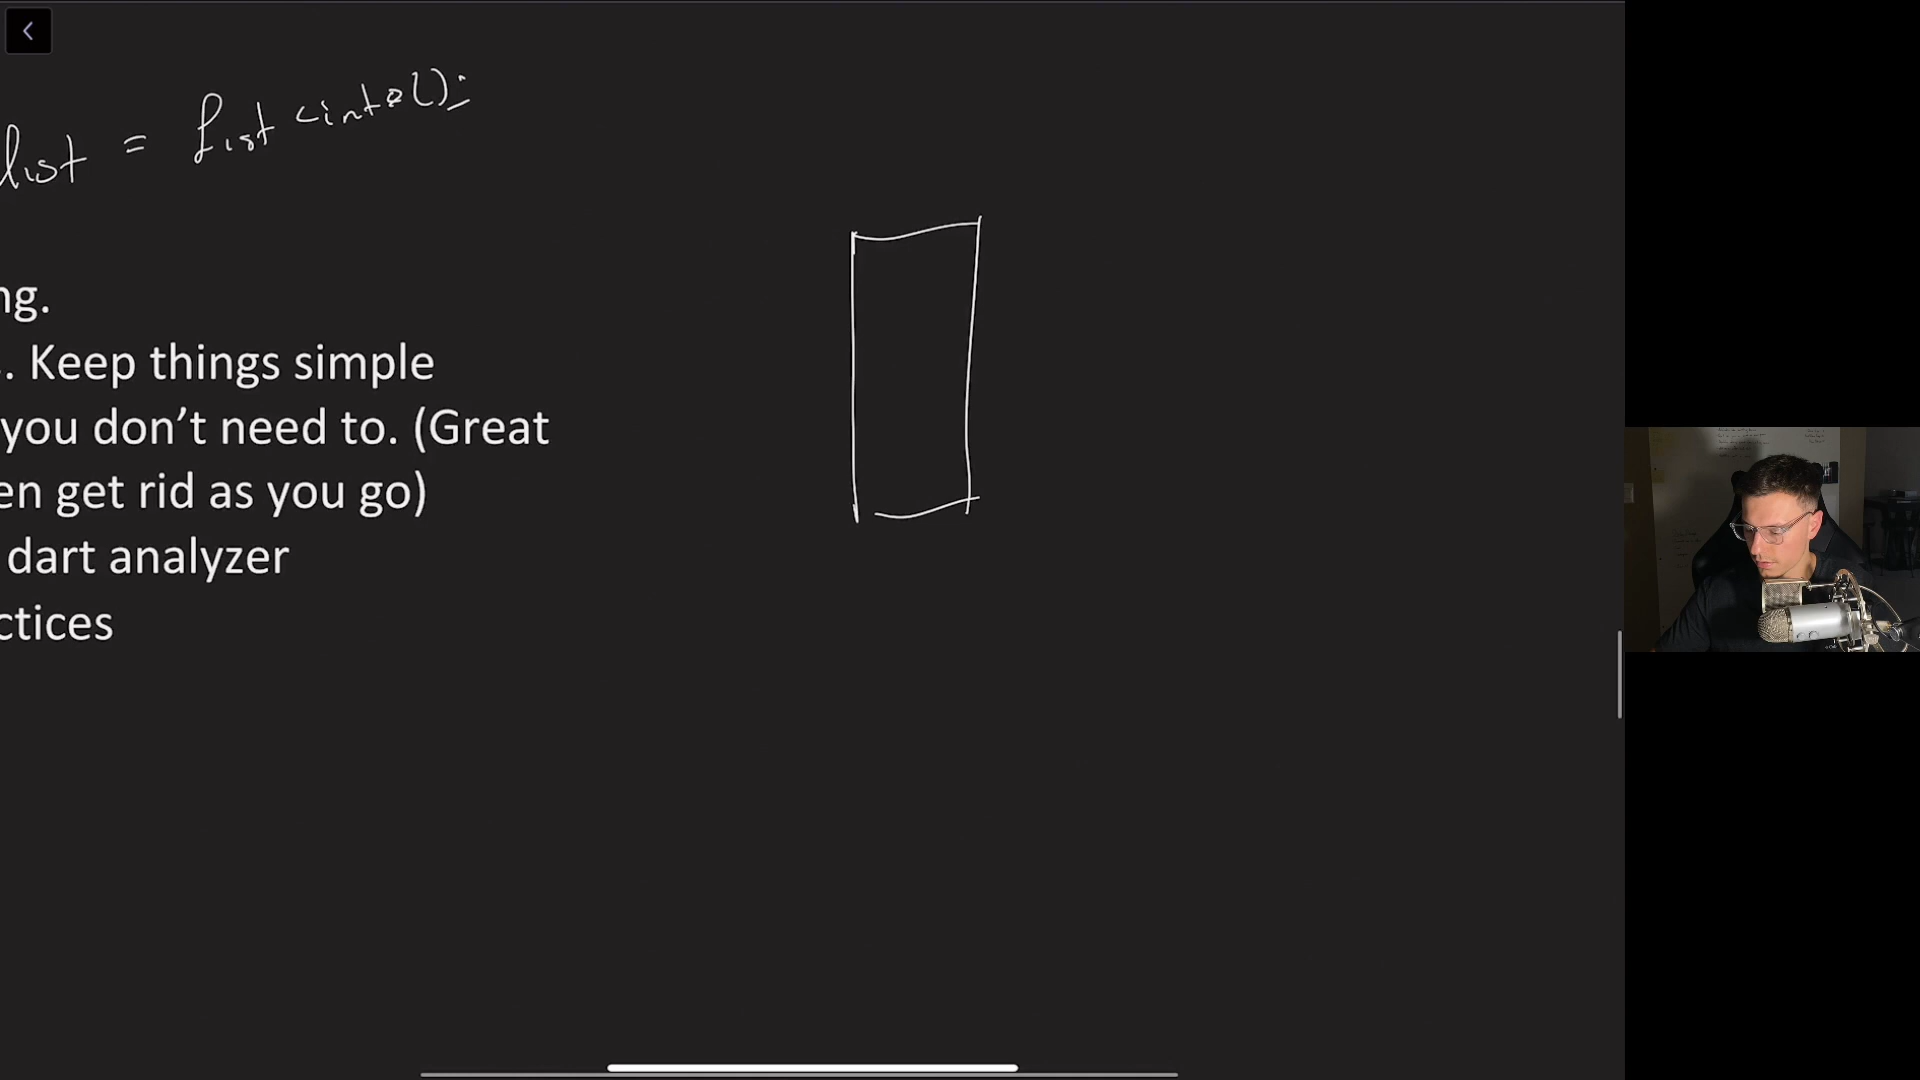 list = List<int>();
ng.
. Keep things simple
you don’t need to. (Great
en get rid as you go)
dart analyzer
ctices